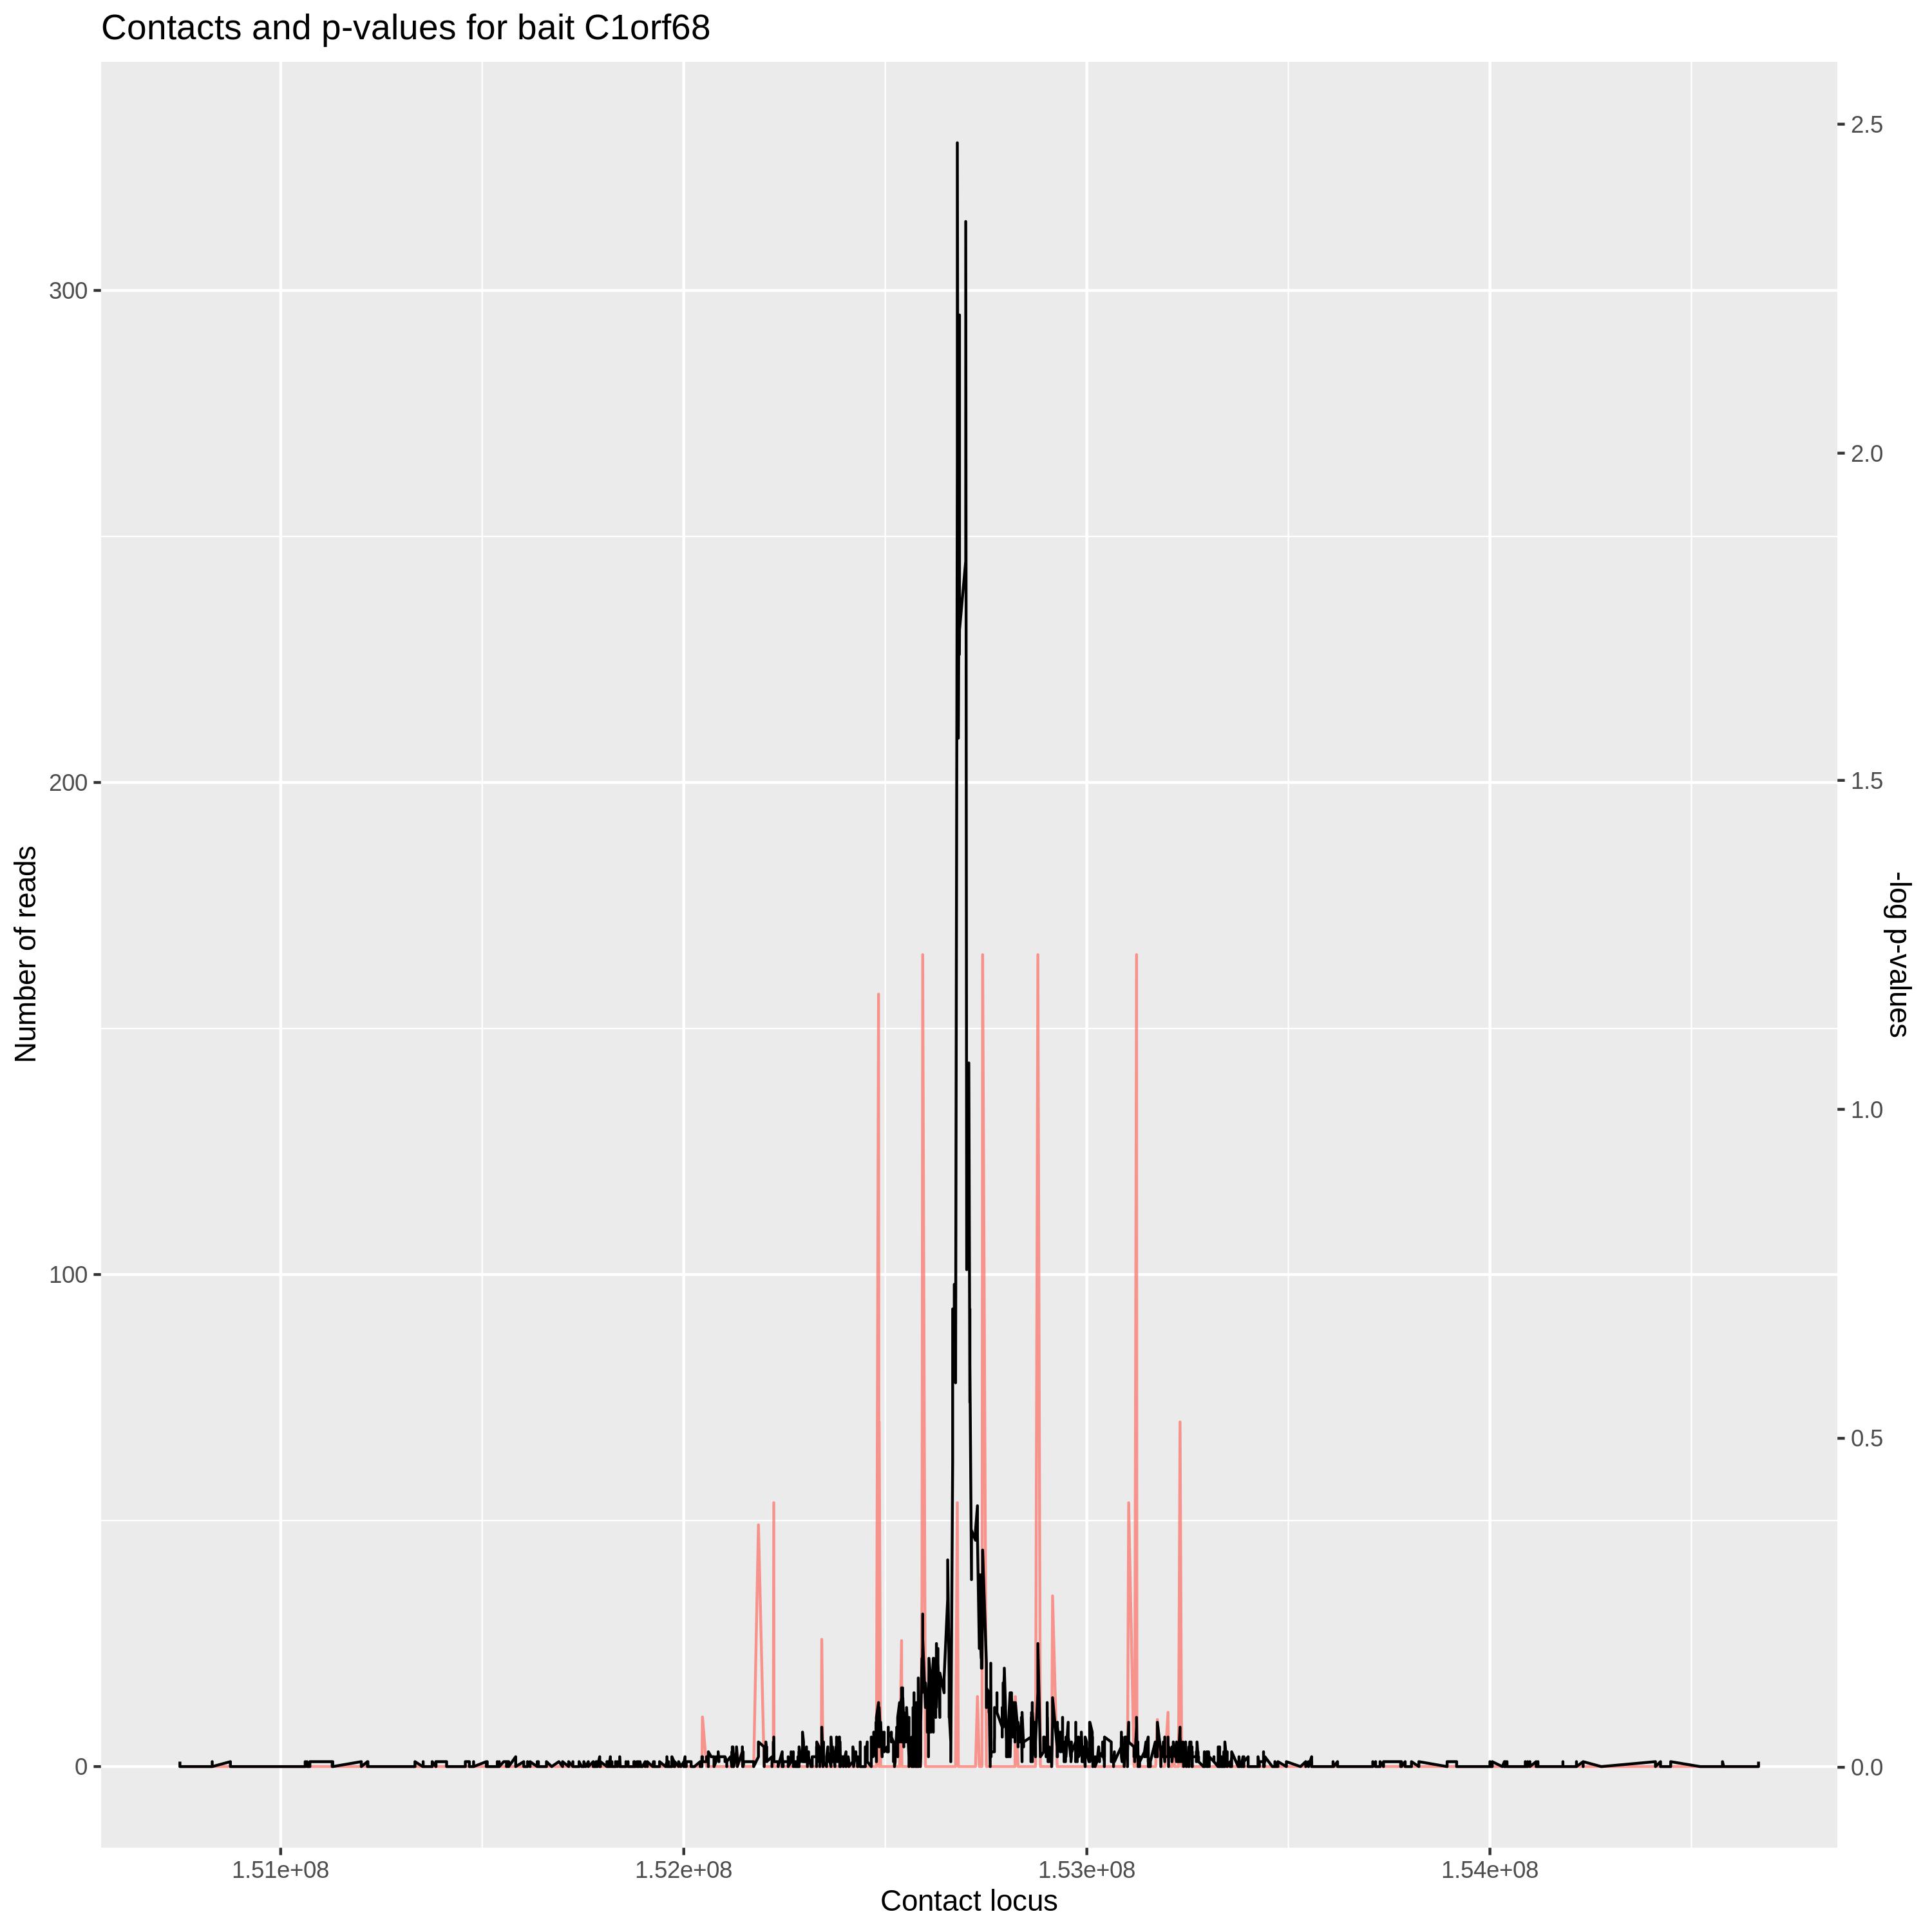 Contacts and p-values for bait C1orf68
Number of reads
300
200
100
0
2.5
2.0
1.5
1.0
0.5
0.0
-log p-values
1.51e+08
1.52e+08
1.53e+08
1.54e+08
Contact locus